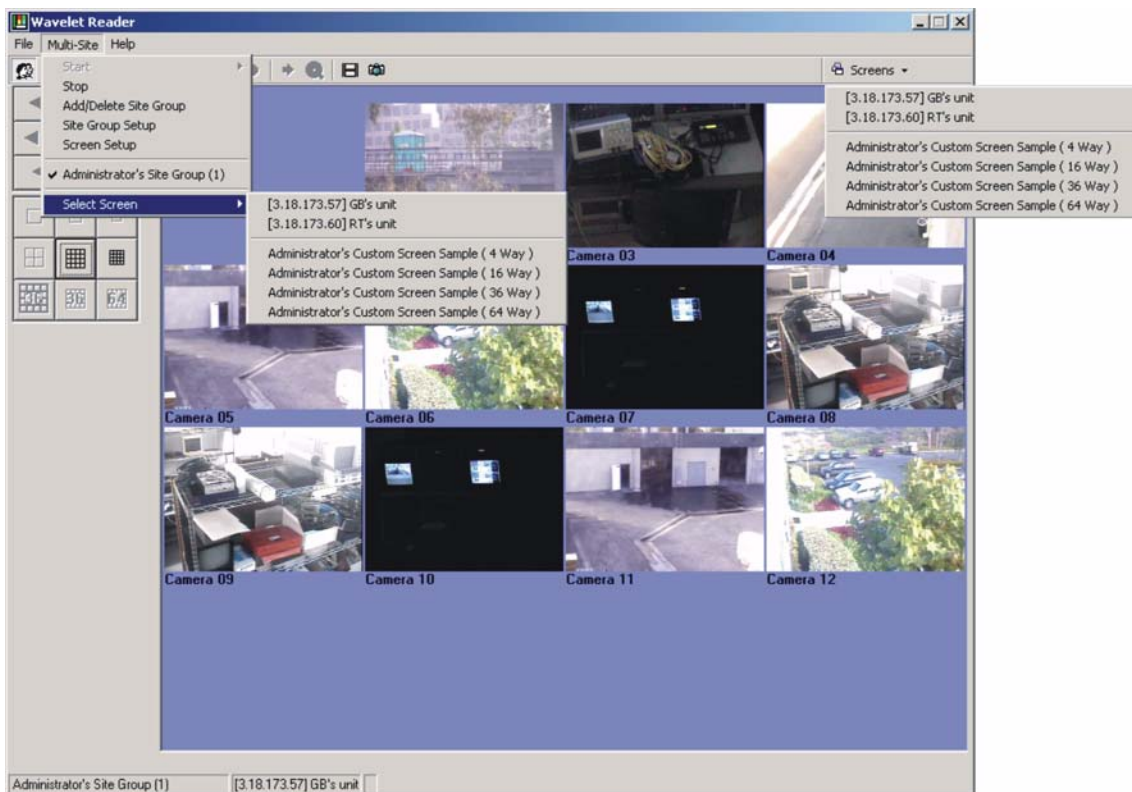 Wavelet Reader
File Multi-Site Help
Start
Stop
Add/Delete Site Group
Site Group Setup
Screen Setup
Administrator's Site Group (1)
Select Screen
[3.18.173.57] GB's unit
[3.18.173.60] RT's unit
Administrator's Custom Screen Sample ( 4 Way )
Administrator's Custom Screen Sample ( 16 Way )
Administrator's Custom Screen Sample ( 36 Way )
Administrator's Custom Screen Sample ( 64 Way )
Screens
[3.18.173.57] GB's unit
[3.18.173.60] RT's unit
Administrator's Custom Screen Sample ( 4 Way )
Administrator's Custom Screen Sample ( 16 Way )
Administrator's Custom Screen Sample ( 36 Way )
Administrator's Custom Screen Sample ( 64 Way )
36 36 64
Camera 03 Camera 04
Camera 05 Camera 06 Camera 07 Camera 08
Camera 09 Camera 10 Camera 11 Camera 12
Administrator's Site Group (1) [3.18.173.57] GB's unit